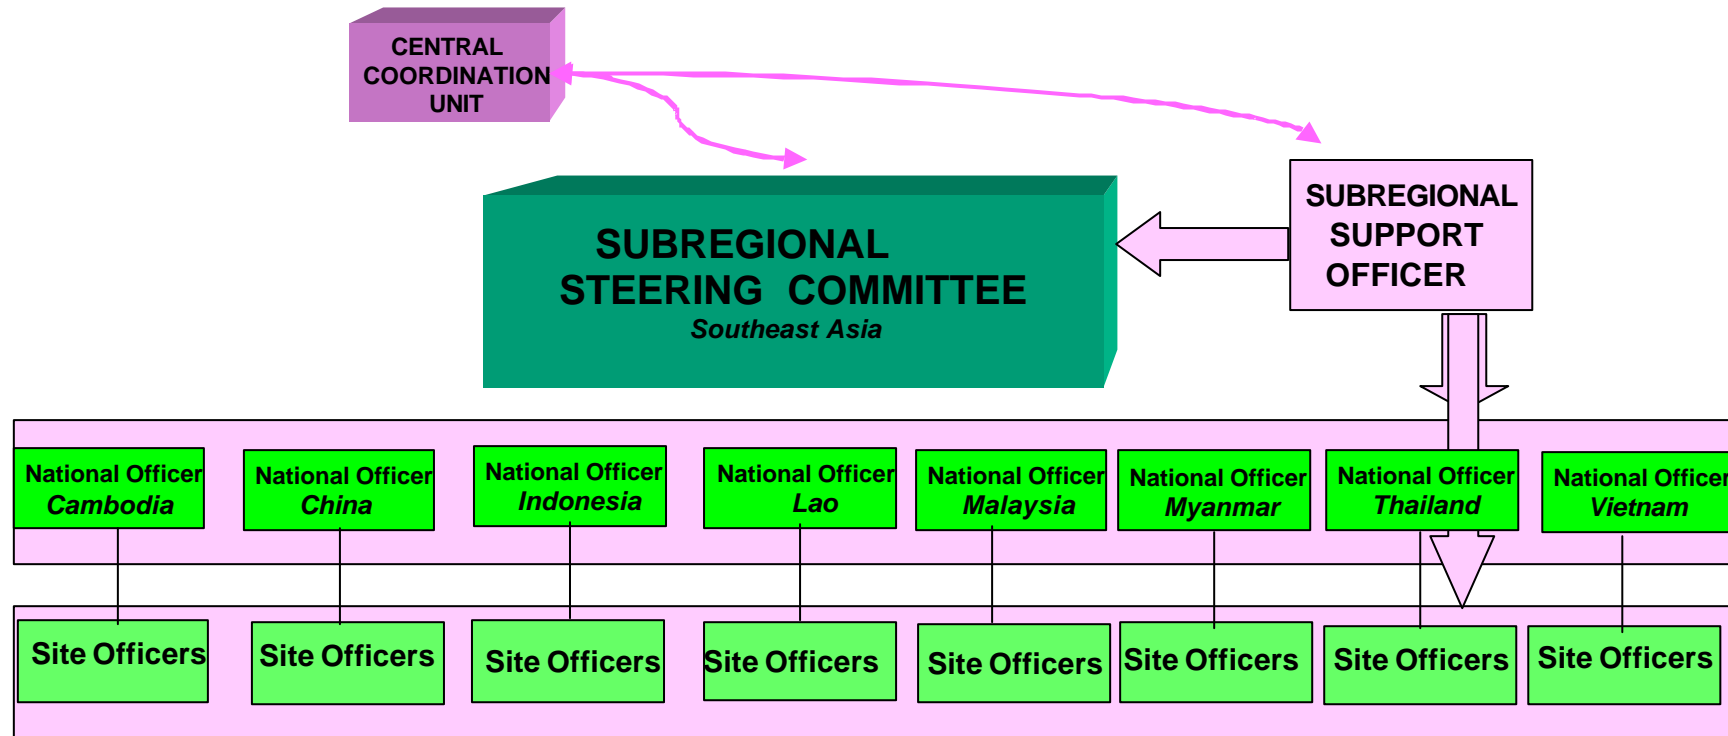 CENTRAL
COORDINATION
UNIT
SUBREGIONAL
STEERING COMMITTEE
Southeast Asia
SUBREGIONAL
SUPPORT
OFFICER
National Officer
Cambodia
National Officer
China
National Officer
Indonesia
National Officer
Lao
National Officer
Malaysia
National Officer
Myanmar
National Officer
Thailand
National Officer
Vietnam
Site Officers
Site Officers
Site Officers
Site Officers
Site Officers
Site Officers
Site Officers
Site Officers